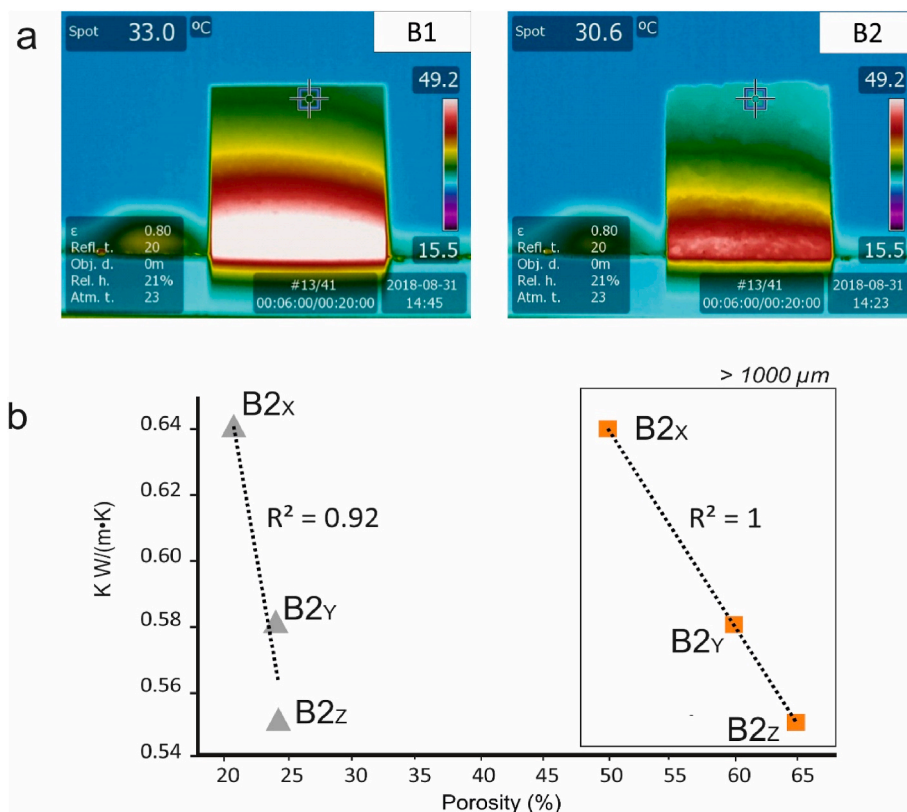 a
Spot 33.0 ºC
B1
49.2
ε 0.80
Refl. t. 20
Obj. d. 0m
Rel. h. 21%
Atm. t. 23
15.5
#13/41
00:06:00/00:20:00
2018-08-31
14:45
Spot 30.6 ºC
B2
49.2
ε 0.80
Refl. t. 20
Obj. d. 0m
Rel. h. 21%
Atm. t. 23
15.5
#13/41
00:06:00/00:20:00
2018-08-31
14:23
b
> 1000 µm
K W/(m•K)
0.64
0.62
0.60
0.58
0.56
0.54
B2X
R² = 0.92
B2Y
B2Z
B2X
R² = 1
B2Y
B2Z
20 25 30 35 40 45 50 55 60 65
Porosity (%)